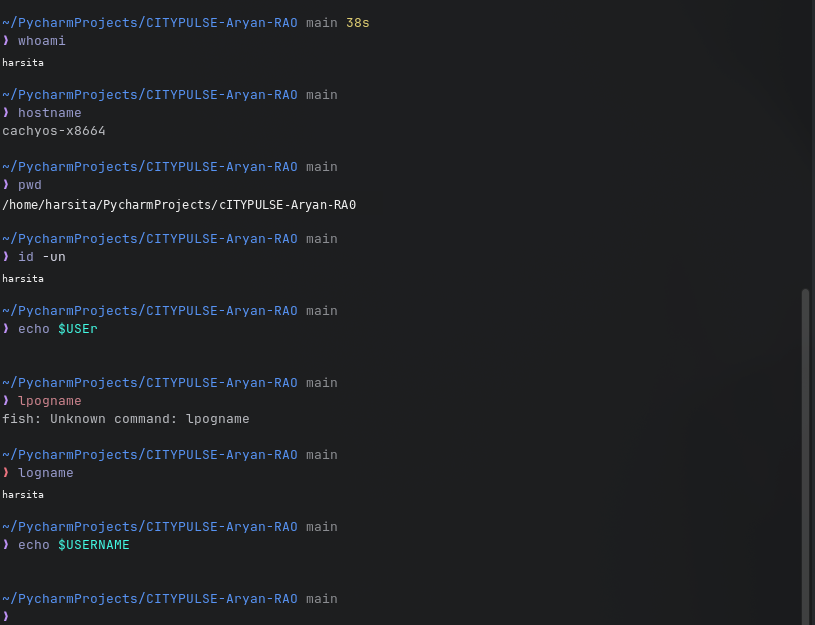 ~/PycharmProjects/CITYPULSE-Aryan-RAO main 38s
❯ whoami
harsita
~/PycharmProjects/CITYPULSE-Aryan-RAO main
❯ hostname
cachyos-x8664
~/PycharmProjects/CITYPULSE-Aryan-RAO main
❯ pwd
/home/harsita/PycharmProjects/cITYPULSE-Aryan-RA0
~/PycharmProjects/CITYPULSE-Aryan-RAO main
❯ id -un
harsita
~/PycharmProjects/CITYPULSE-Aryan-RAO main
❯ echo $USEr
~/PycharmProjects/CITYPULSE-Aryan-RAO main
❯ lpogname
fish: Unknown command: lpogname
~/PycharmProjects/CITYPULSE-Aryan-RAO main
❯ logname
harsita
~/PycharmProjects/CITYPULSE-Aryan-RAO main
❯ echo $USERNAME
~/PycharmProjects/CITYPULSE-Aryan-RAO main
❯